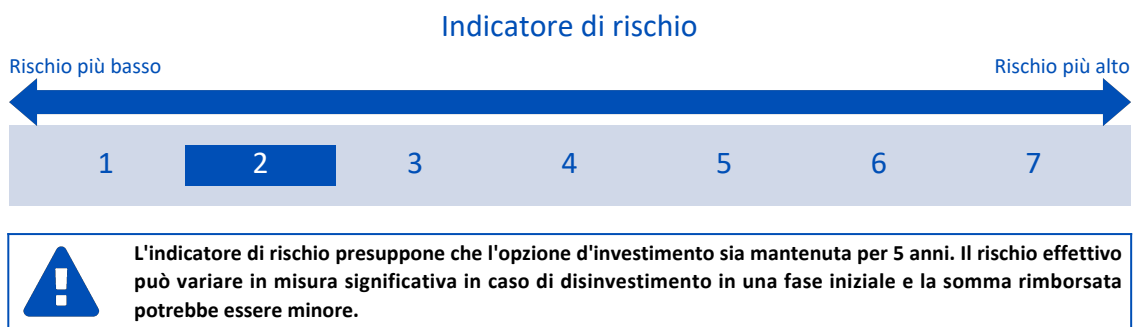 Indicatore di rischio
Rischio più basso
Rischio più alto
1 2 3 4 5 6 7
L'indicatore di rischio presuppone che l'opzione d'investimento sia mantenuta per 5 anni. Il rischio effettivo
può variare in misura significativa in caso di disinvestimento in una fase iniziale e la somma rimborsata
potrebbe essere minore.